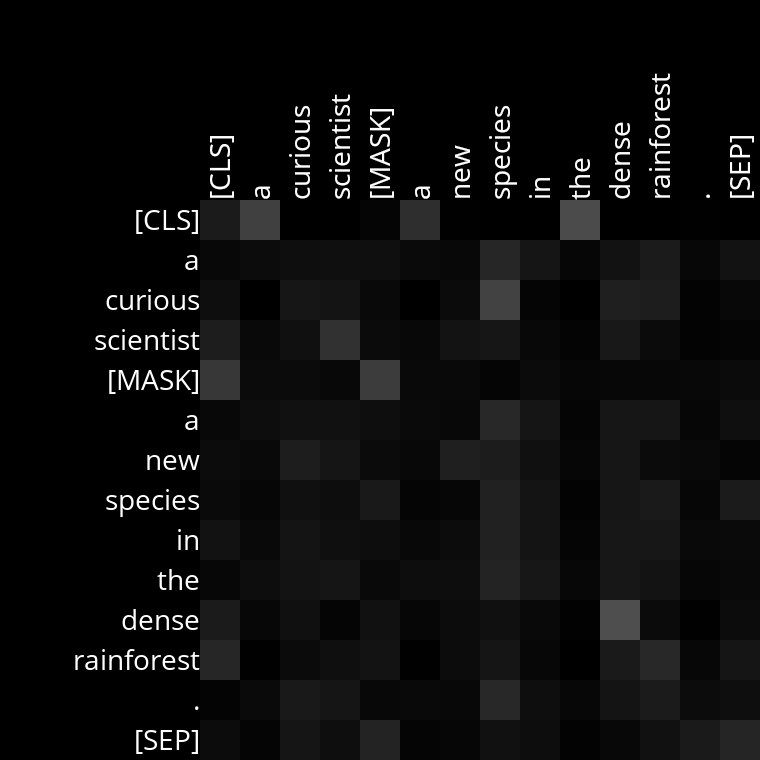 [CLS] a curious scientist [MASK] a new species in the dense rainforest . [SEP]
[CLS]
a
curious
scientist
[MASK]
a
new
species
in
the
dense
rainforest
.
[SEP]